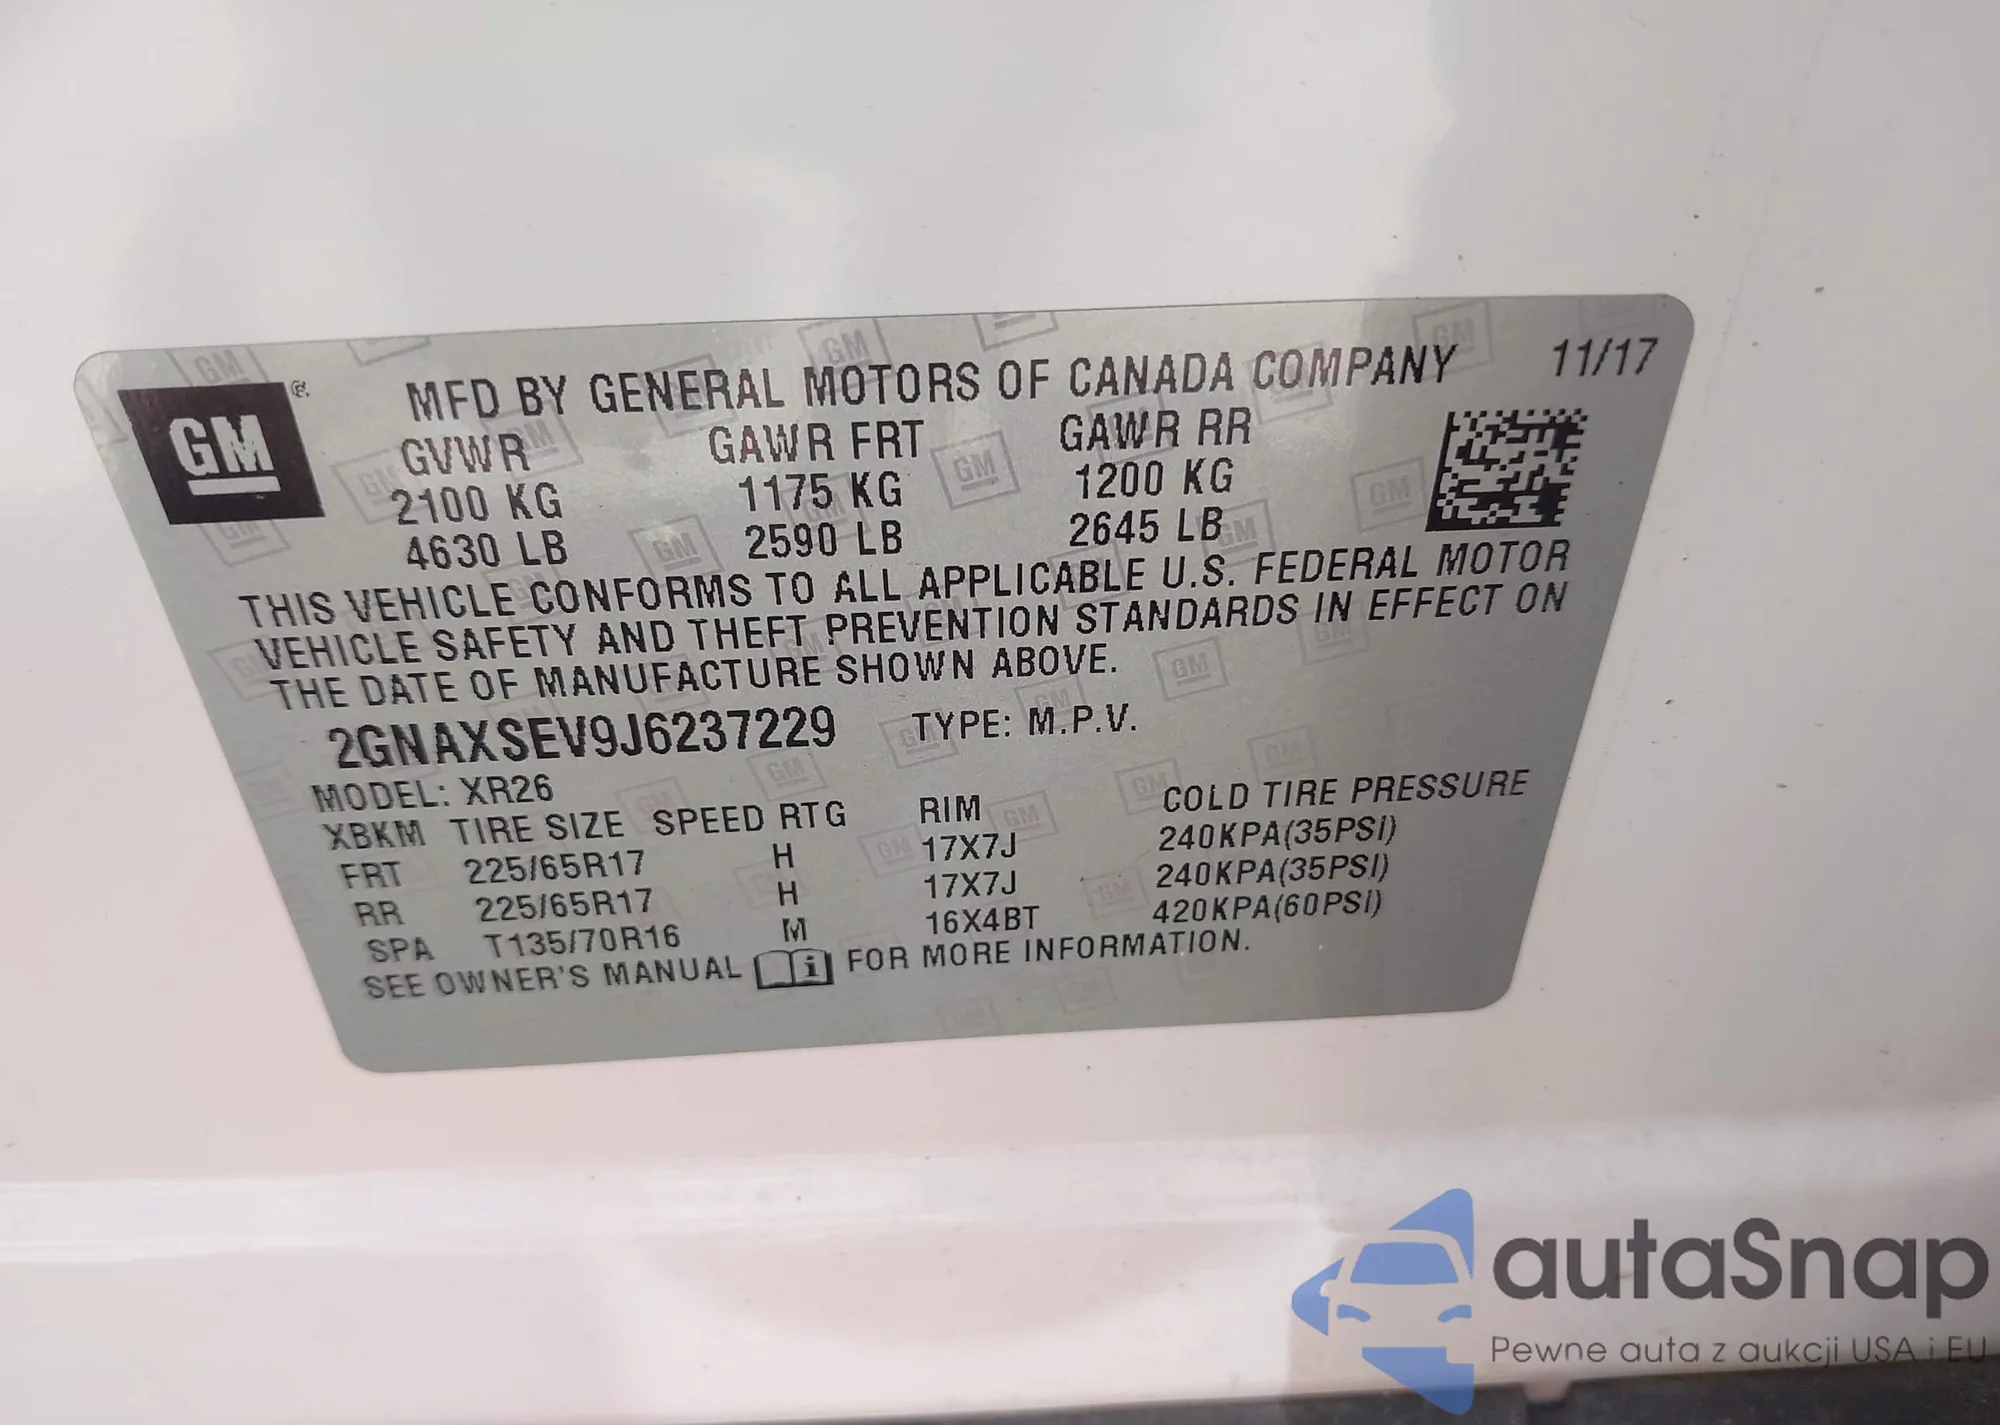 GM
MFD BY GENERAL MOTORS OF CANADA COMPANY 11/17
GVWR GAWR FRT GAWR RR
2100 KG 1175 KG 1200 KG
4630 LB 2590 LB 2645 LB
THIS VEHICLE CONFORMS TO ALL APPLICABLE U.S. FEDERAL MOTOR
VEHICLE SAFETY AND THEFT PREVENTION STANDARDS IN EFFECT ON
THE DATE OF MANUFACTURE SHOWN ABOVE.
2GNAXSEV9J6237229 TYPE: M.P.V.
MODEL: XR26
XBKM TIRE SIZE SPEED RTG RIM COLD TIRE PRESSURE
FRT 225/65R17 H 17X7J 240KPA(35PSI)
RR 225/65R17 H 17X7J 240KPA(35PSI)
SPA T135/70R16 M 16X4BT 420KPA(60PSI)
SEE OWNER'S MANUAL i FOR MORE INFORMATION.
autaSnap
Pewne auta z aukcji USA i EU